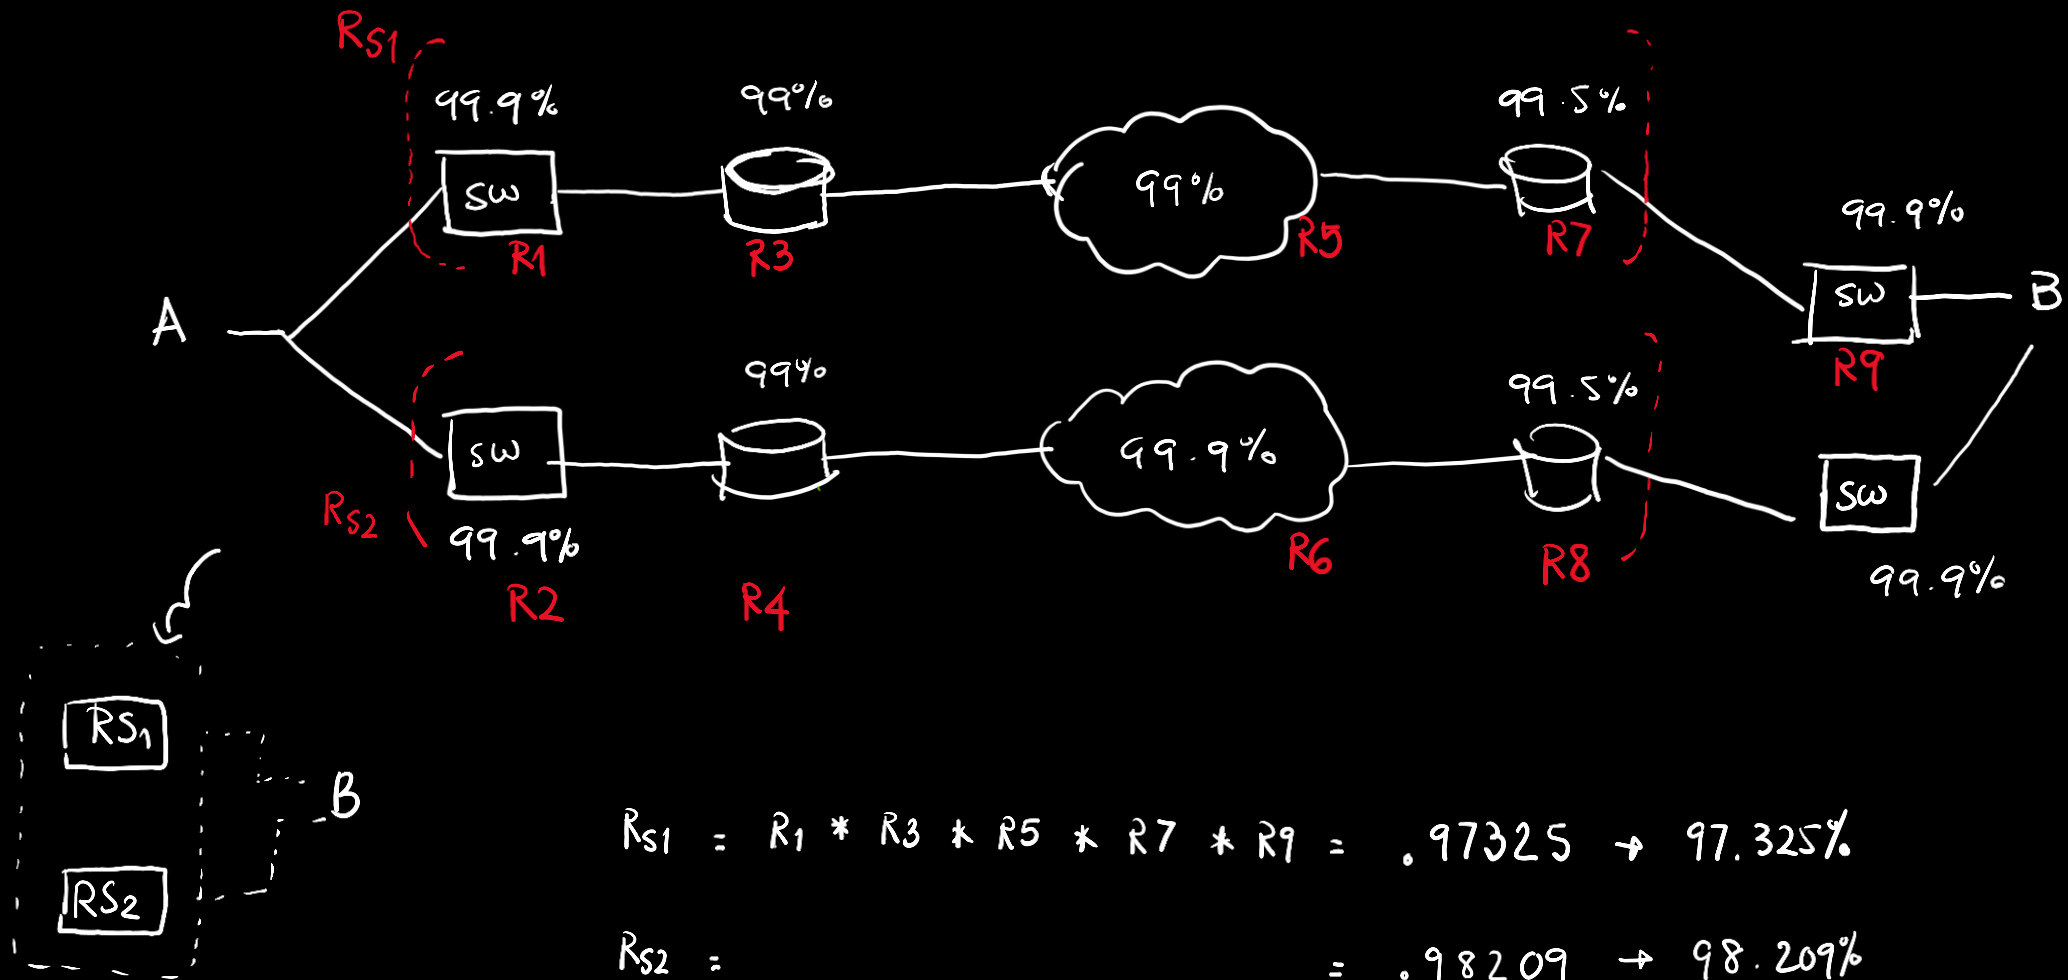 RS1
99.9%
99%
99.5%
SW
99%
R1
R3
R5
R7
99.9%
SW
B
R9
A
99%
99.5%
SW
99.9%
SW
RS2
99.9%
R6
R8
99.9%
R2
R4
RS1
B
RS1 = R1 * R3 * R5 * R7 * R9 = .97325 → 97.325%
RS2
RS2 = = .98209 → 98.209%